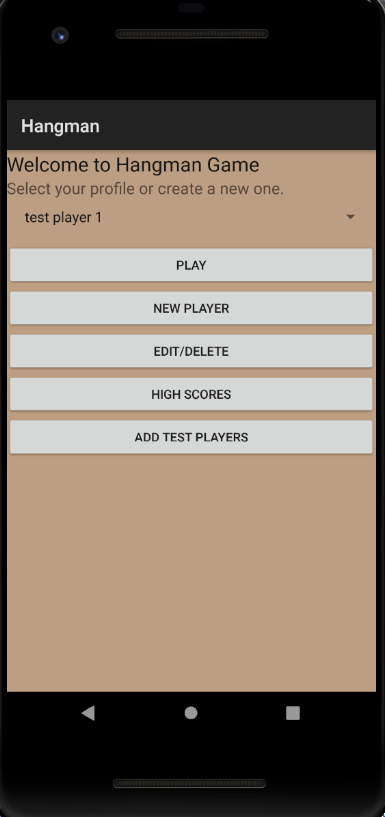 Hangman
Welcome to Hangman Game
Select your profile or create a new one.
test player 1
PLAY
NEW PLAYER
EDIT/DELETE
HIGH SCORES
ADD TEST PLAYERS